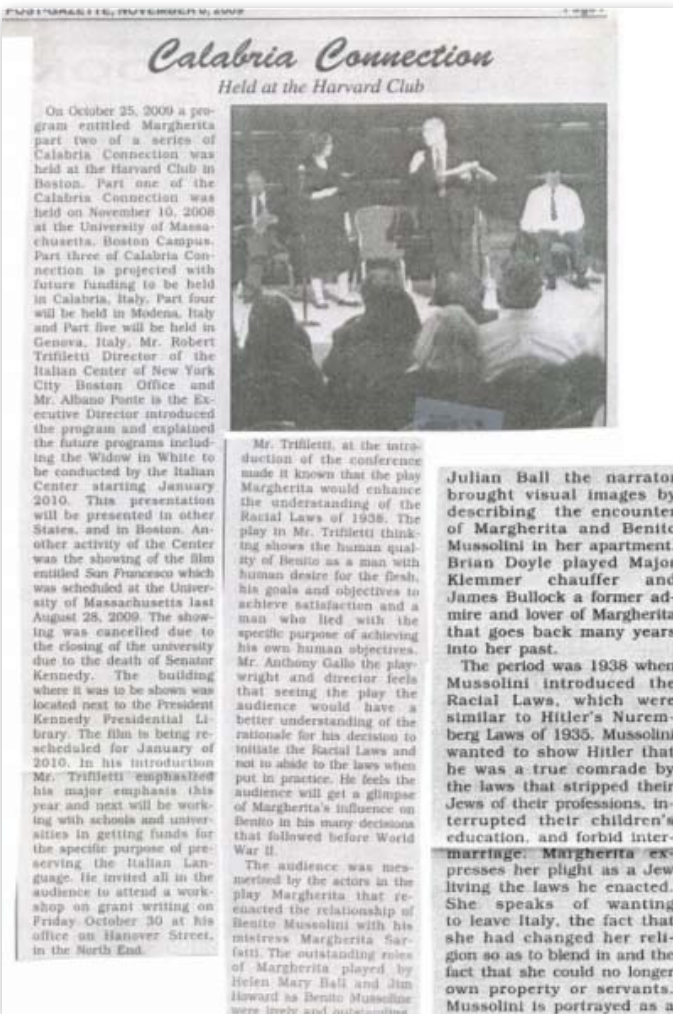 POST-GAZETTE, NOVEMBER 6, 2009
Page
Calabria Connection
Held at the Harvard Club
On October 25, 2009 a pro-
gram entitled Margherita
part two of a series of
Calabria Connection was
held at the Harvard Club in
Boston. Part one of the
Calabria Connection was
held on November 10, 2008
at the University of Massa-
chusetts, Boston Campus.
Part three of Calabria Con-
nection is projected with
future funding to be held
in Calabria, Italy. Part four
will be held in Modena, Italy
and Part five will be held in
Genova, Italy. Mr. Robert
Trifiletti Director of the
Italian Center of New York
City Boston Office and
Mr. Albano Ponte is the Ex-
ecutive Director introduced
the program and explained
the future programs includ-
ing the Widow in White to
be conducted by the Italian
Center starting January
2010. This presentation
will be presented in other
States, and in Boston. An-
other activity of the Center
was the showing of the film
entitled San Francesco which
was scheduled at the Univer-
sity of Massachusetts last
August 28, 2009. The show-
ing was cancelled due to
the closing of the university
due to the death of Senator
Kennedy. The building
where it was to be shown was
located next to the President
Kennedy Presidential Li-
brary. The film is being re-
scheduled for January of
2010. In his introduction
Mr. Trifiletti emphasized
his major emphasis this
year and next will be work-
ing with schools and univer-
sities in getting funds for
the specific purpose of pre-
serving the Italian Lan-
guage. He invited all in the
audience to attend a work-
shop on grant writing on
Friday October 30 at his
office on Hanover Street,
in the North End.
Mr. Trifiletti, at the intro-
duction of the conference
made it known that the play
Margherita would enhance
the understanding of the
Racial Laws of 1938. The
play in Mr. Trifiletti think-
ing shows the human qual-
ity of Benito as a man with
human desire for the flesh,
his goals and objectives to
achieve satisfaction and a
man who lied with the
specific purpose of achieving
his own human objectives.
Mr. Anthony Gallo the play-
wright and director feels
that seeing the play the
audience would have a
better understanding of the
rationale for his decision to
initiate the Racial Laws and
not to abide to the laws when
put in practice. He feels the
audience will get a glimpse
of Margherita's influence on
Benito in his many decisions
that followed before World
War II.
The audience was mes-
merized by the actors in the
play Margherita that re-
enacted the relationship of
Benito Mussolini with his
mistress Margherita Sar-
fatti. The outstanding roles
of Margherita played by
Helen Mary Ball and Jim
Howard as Benito Mussoline
were lively and outstanding.
Julian Ball the narrator
brought visual images by
describing the encounter
of Margherita and Benito
Mussolini in her apartment.
Brian Doyle played Major
Klemmer chauffer and
James Bullock a former ad-
mire and lover of Margherita
that goes back many years
into her past.
The period was 1938 when
Mussolini introduced the
Racial Laws, which were
similar to Hitler's Nurem-
berg Laws of 1935. Mussolini
wanted to show Hitler that
he was a true comrade by
the laws that stripped their
Jews of their professions, in-
terrupted their children's
education, and forbid inter-
marriage. Margherita ex-
presses her plight as a Jew
living the laws he enacted.
She speaks of wanting
to leave Italy, the fact that
she had changed her reli-
gion so as to blend in and the
fact that she could no longer
own property or servants.
Mussolini is portrayed as a